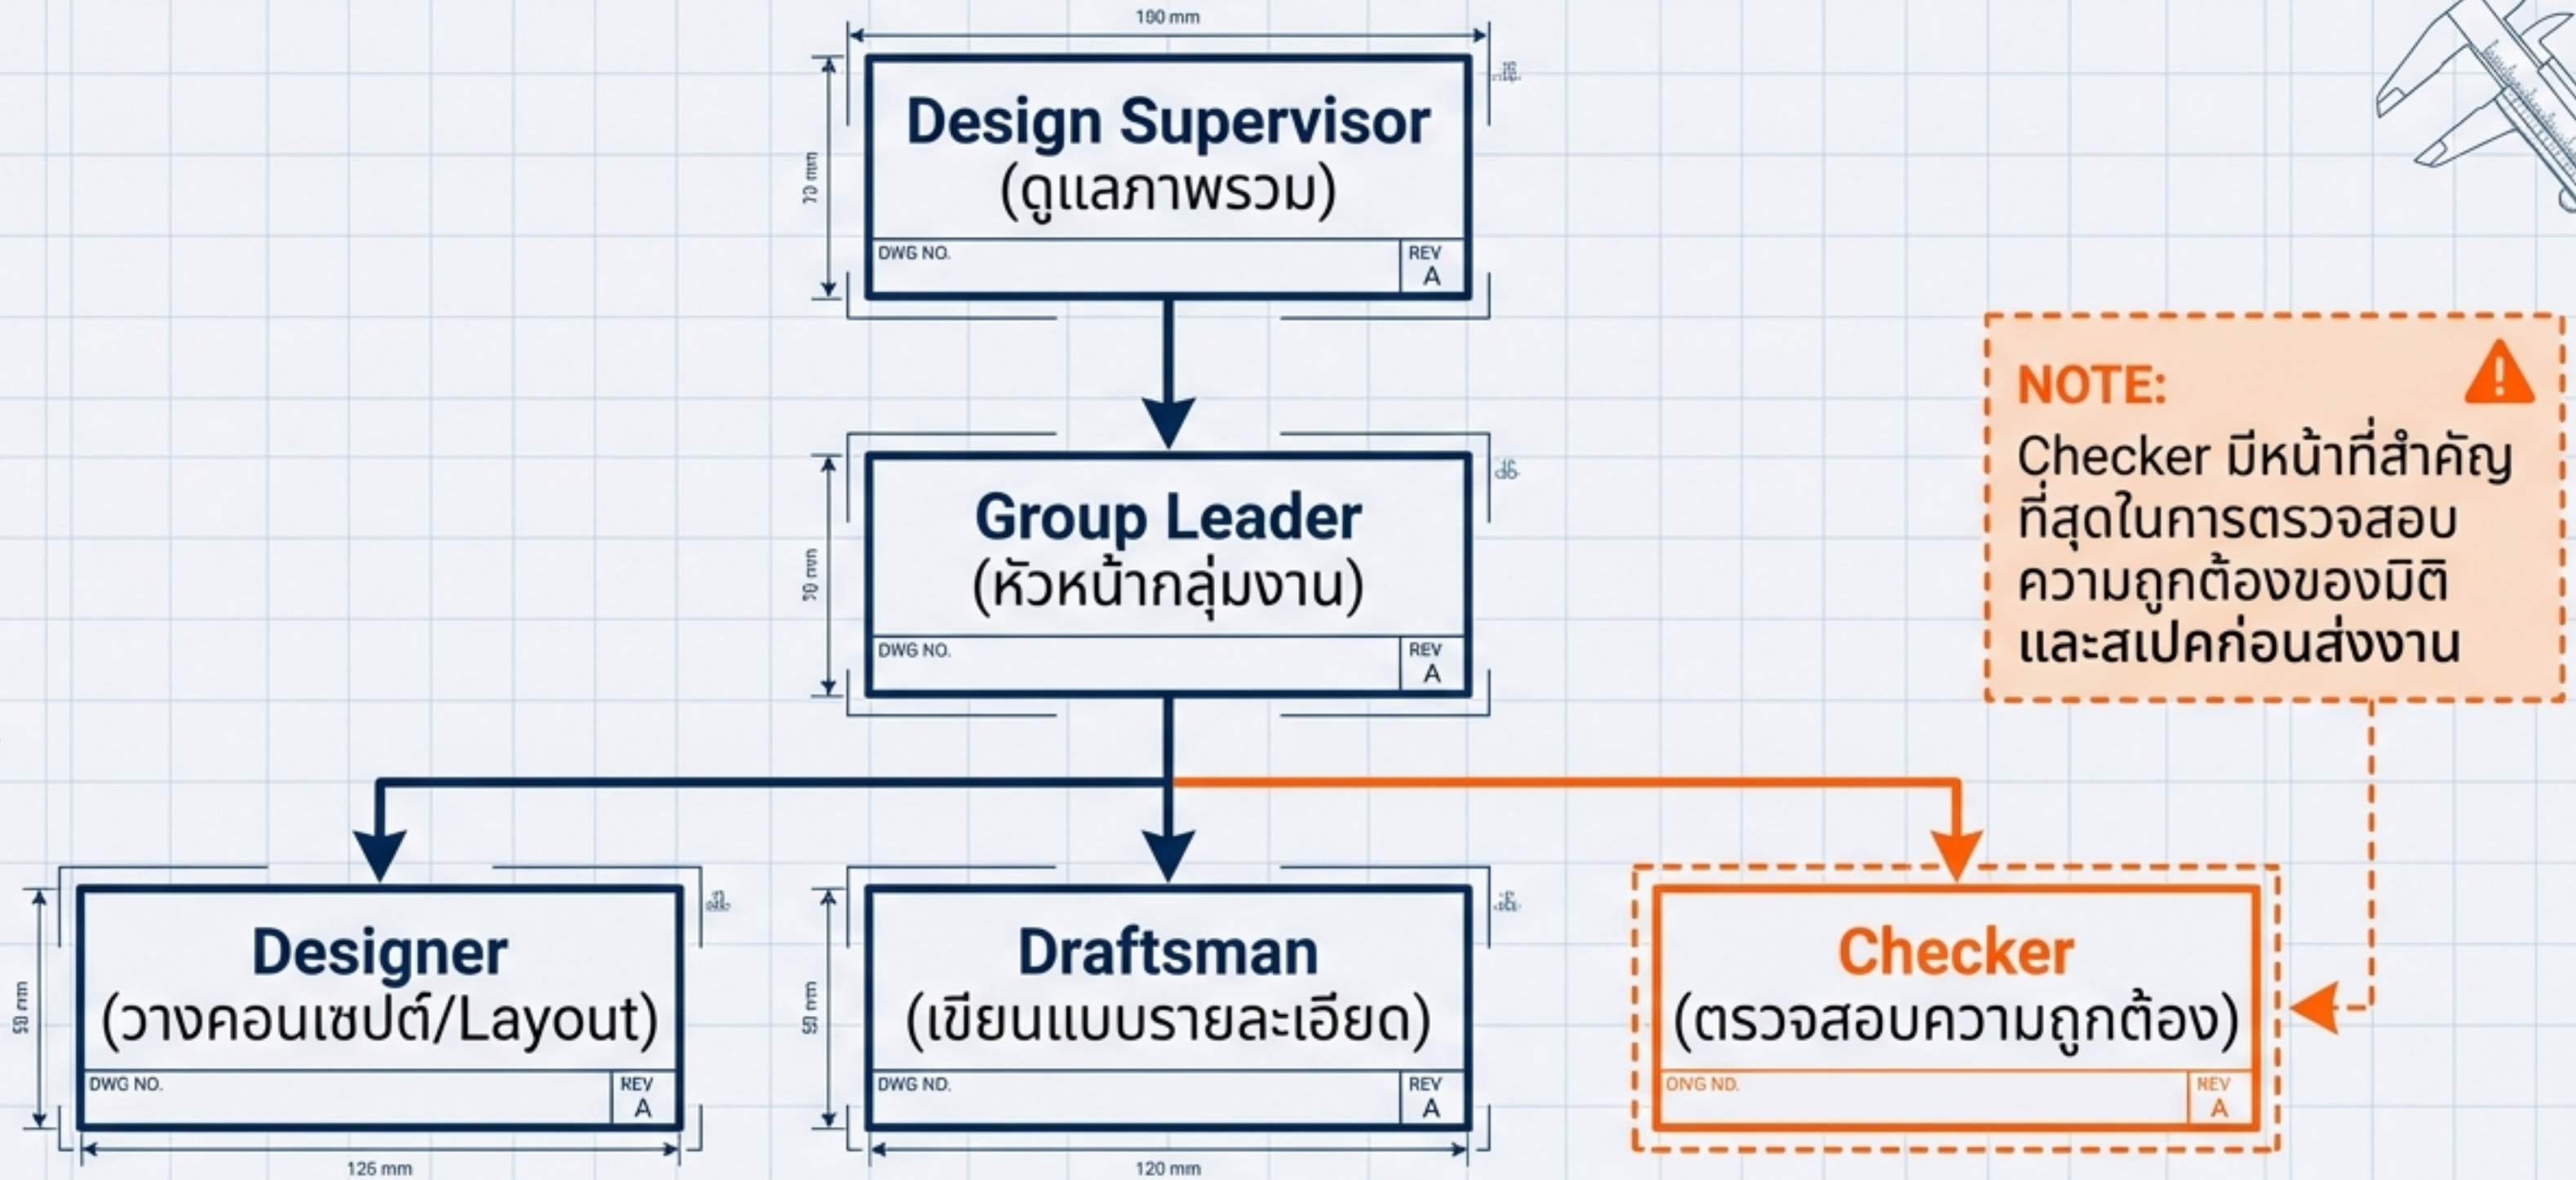 190 mm
Design Supervisor
(ดูแลภาพรวม)
DWG NO.
REV
A
NOTE:
Checker มีหน้าที่สำคัญ
ที่สุดในการตรวจสอบ
ความถูกต้องของมิติ
และสเปคก่อนส่งงาน
Group Leader
(หัวหน้ากลุ่มงาน)
DWG NO.
REV
A
Designer
(วางคอนเซปต์/Layout)
DWG NO.
REV
A
126 mm
Draftsman
(เขียนแบบรายละเอียด)
DWG ND.
REV
A
120 mm
Checker
(ตรวจสอบความถูกต้อง)
ND.
A